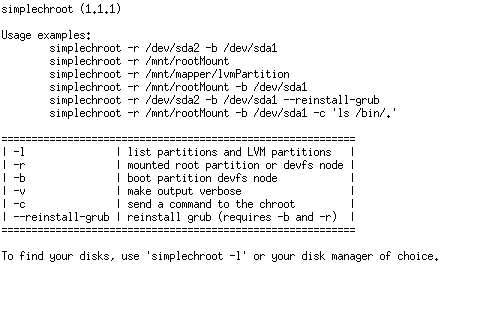 simplechroot (1.1.1)
Usage examples:
simplechroot -r /dev/sda2 -b /dev/sda1
simplechroot -r /mnt/rootMount
simplechroot -r /mnt/mapper/lvmPartition
simplechroot -r /mnt/rootMount -b /dev/sda1
simplechroot -r /dev/sda2 -b /dev/sda1 --reinstall-grub
simplechroot -r /mnt/rootMount -b /dev/sda1 -c 'ls /bin/.'
======================================================
| -l              | list partitions and LVM partitions   |
| -r              | mounted root partition or devfs node |
| -b              | boot partition devfs node            |
| -v              | make output verbose                  |
| -c              | send a command to the chroot         |
| --reinstall-grub | reinstall grub (requires -b and -r)  |
======================================================
To find your disks, use 'simplechroot -l' or your disk manager of choice.